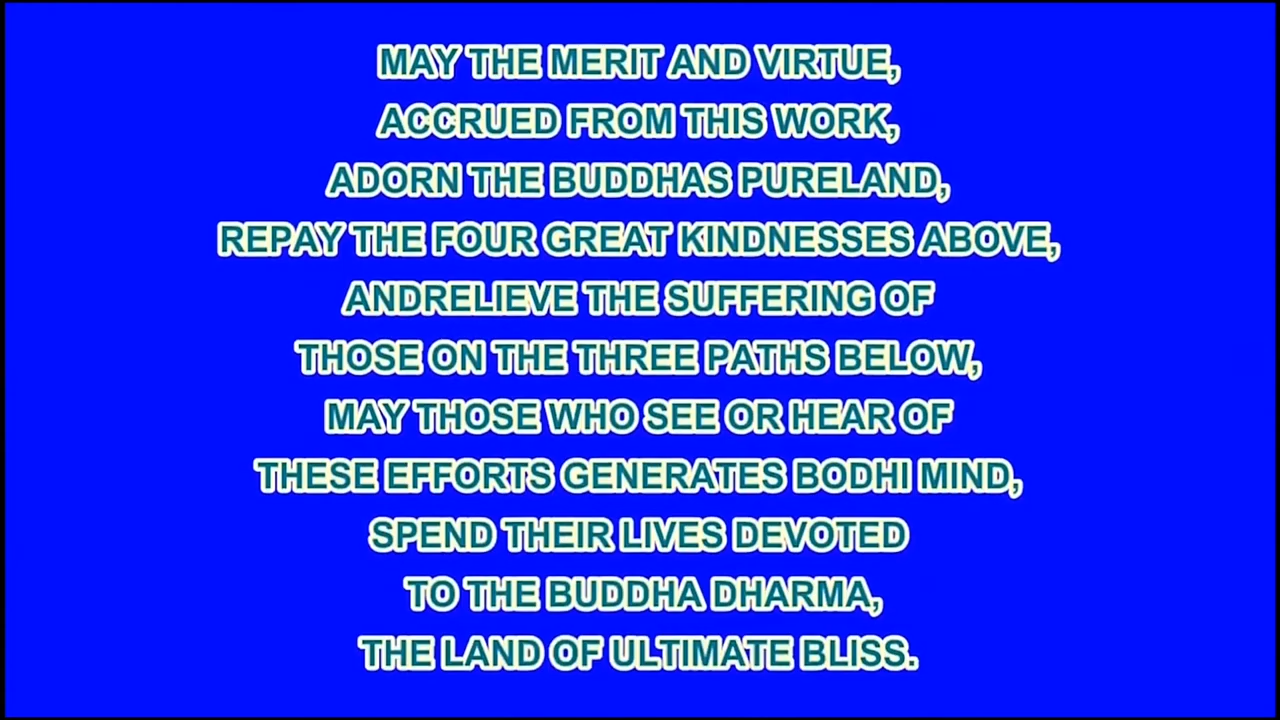 MAY THE MERIT AND VIRTUE,
ACCRUED FROM THIS WORK,
ADORN THE BUDDHAS PURELAND,
REPAY THE FOUR GREAT KINDNESSES ABOVE,
ANDRELIEVE THE SUFFERING OF
THOSE ON THE THREE PATHS BELOW,
MAY THOSE WHO SEE OR HEAR OF
THESE EFFORTS GENERATES BODHI MIND,
SPEND THEIR LIVES DEVOTED
TO THE BUDDHA DHARMA,
THE LAND OF ULTIMATE BLISS.